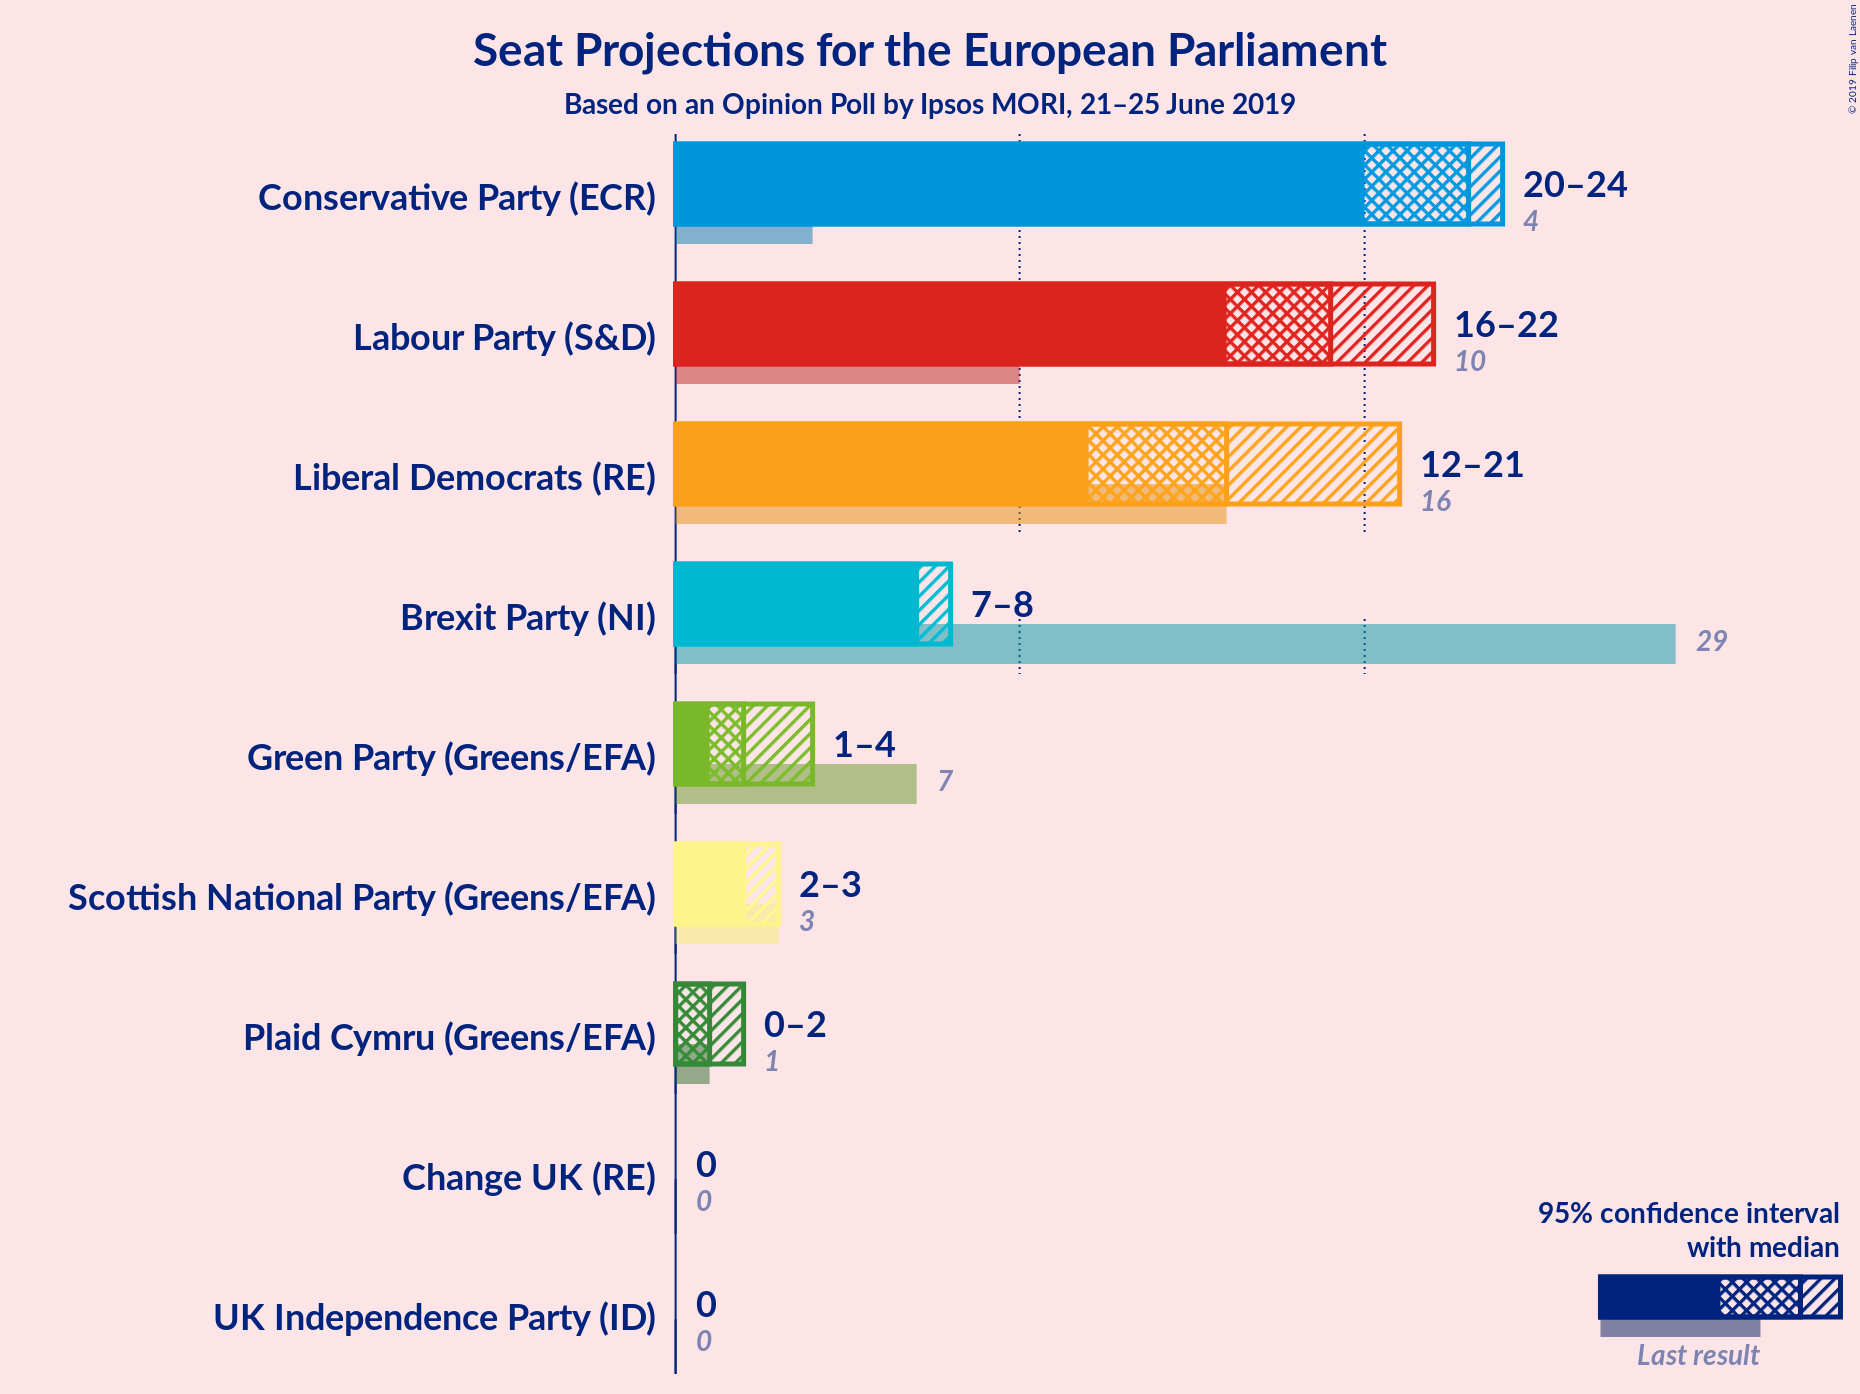 Seat Projections for the European Parliament
Based on an Opinion Poll by Ipsos MORI, 21–25 June 2019
© 2019 Filip van Laenen
Conservative Party (ECR)
20–24
4
Labour Party (S&D)
16–22
10
Liberal Democrats (RE)
12–21
16
Brexit Party (NI)
7–8
29
Green Party (Greens/EFA)
1–4
7
Scottish National Party (Greens/EFA)
2–3
3
Plaid Cymru (Greens/EFA)
0–2
1
Change UK (RE)
0
0
UK Independence Party (ID)
0
0
95% confidence interval
with median
Last result